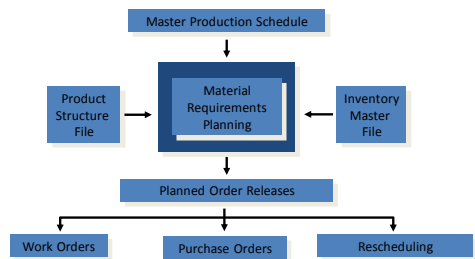 Master Production Schedule
Product
Structure
File
Material
Requirements
Planning
Inventory
Master
File
Planned Order Releases
Work Orders
Purchase Orders
Rescheduling